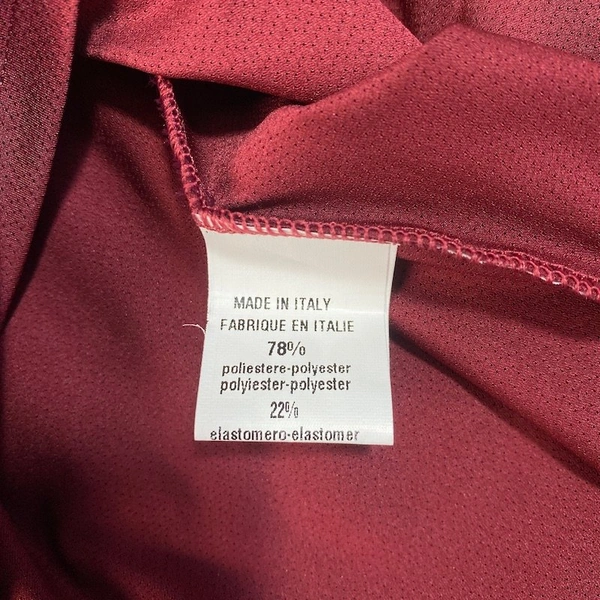 MADE IN ITALY
FABRIQUE EN ITALIE
78%
poliestere-polyester
polyiester-polyester
22%
elastomero-elastomer